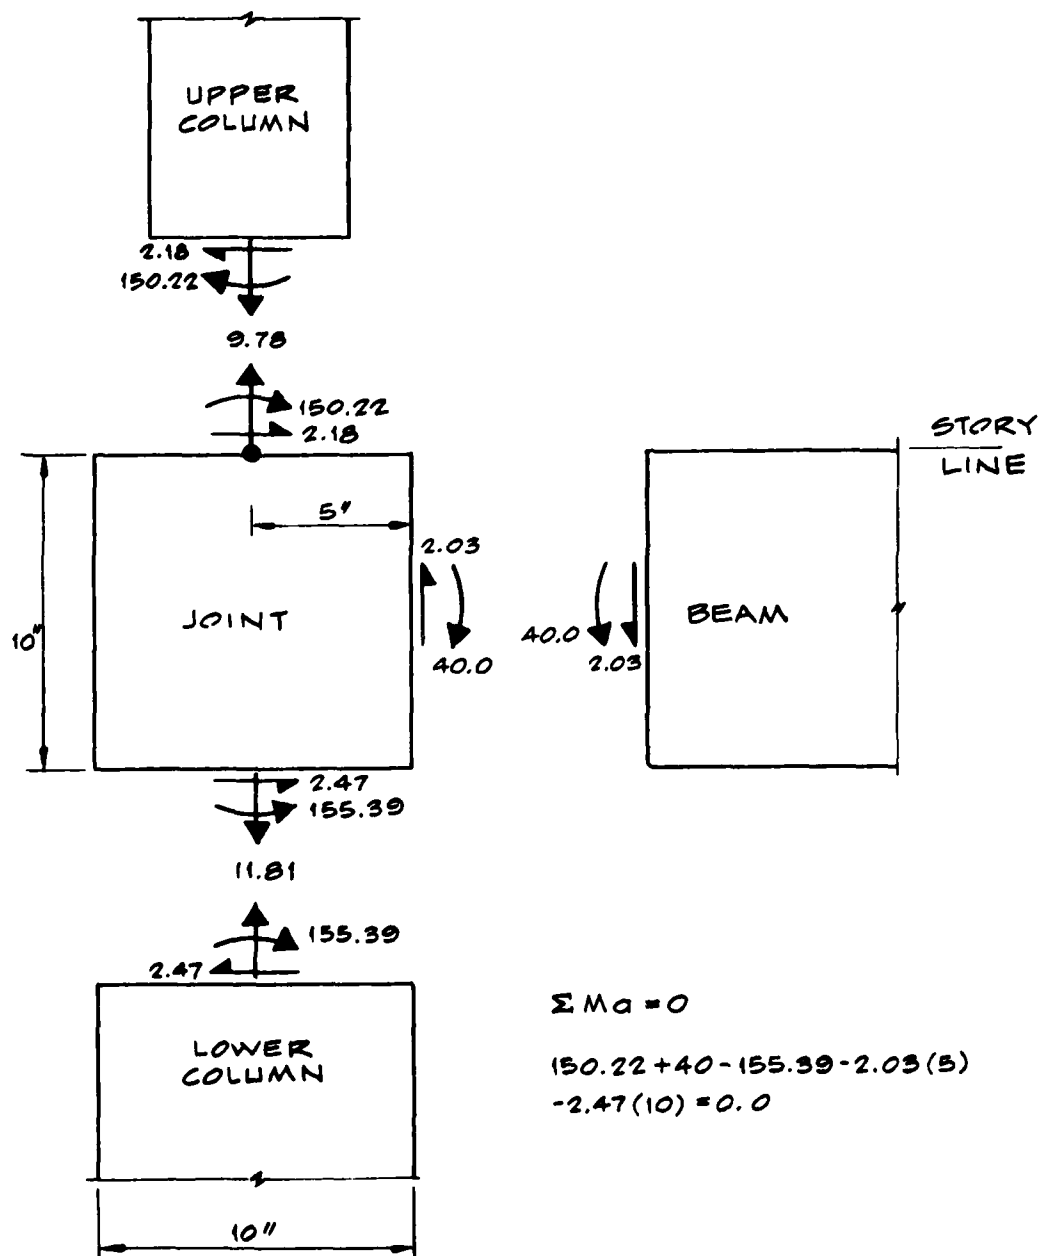 UPPER
COLUMN
2.18
150.22
9.78
150.22
2.18
STORY
LINE
5"
2.03
JOINT
10"
40.0
40.0
2.03
BEAM
2.47
155.39
11.81
155.39
2.47
LOWER
COLUMN
10"
ΣMa=0
150.22+40-155.39-2.03(5)
-2.47(10)=0.0